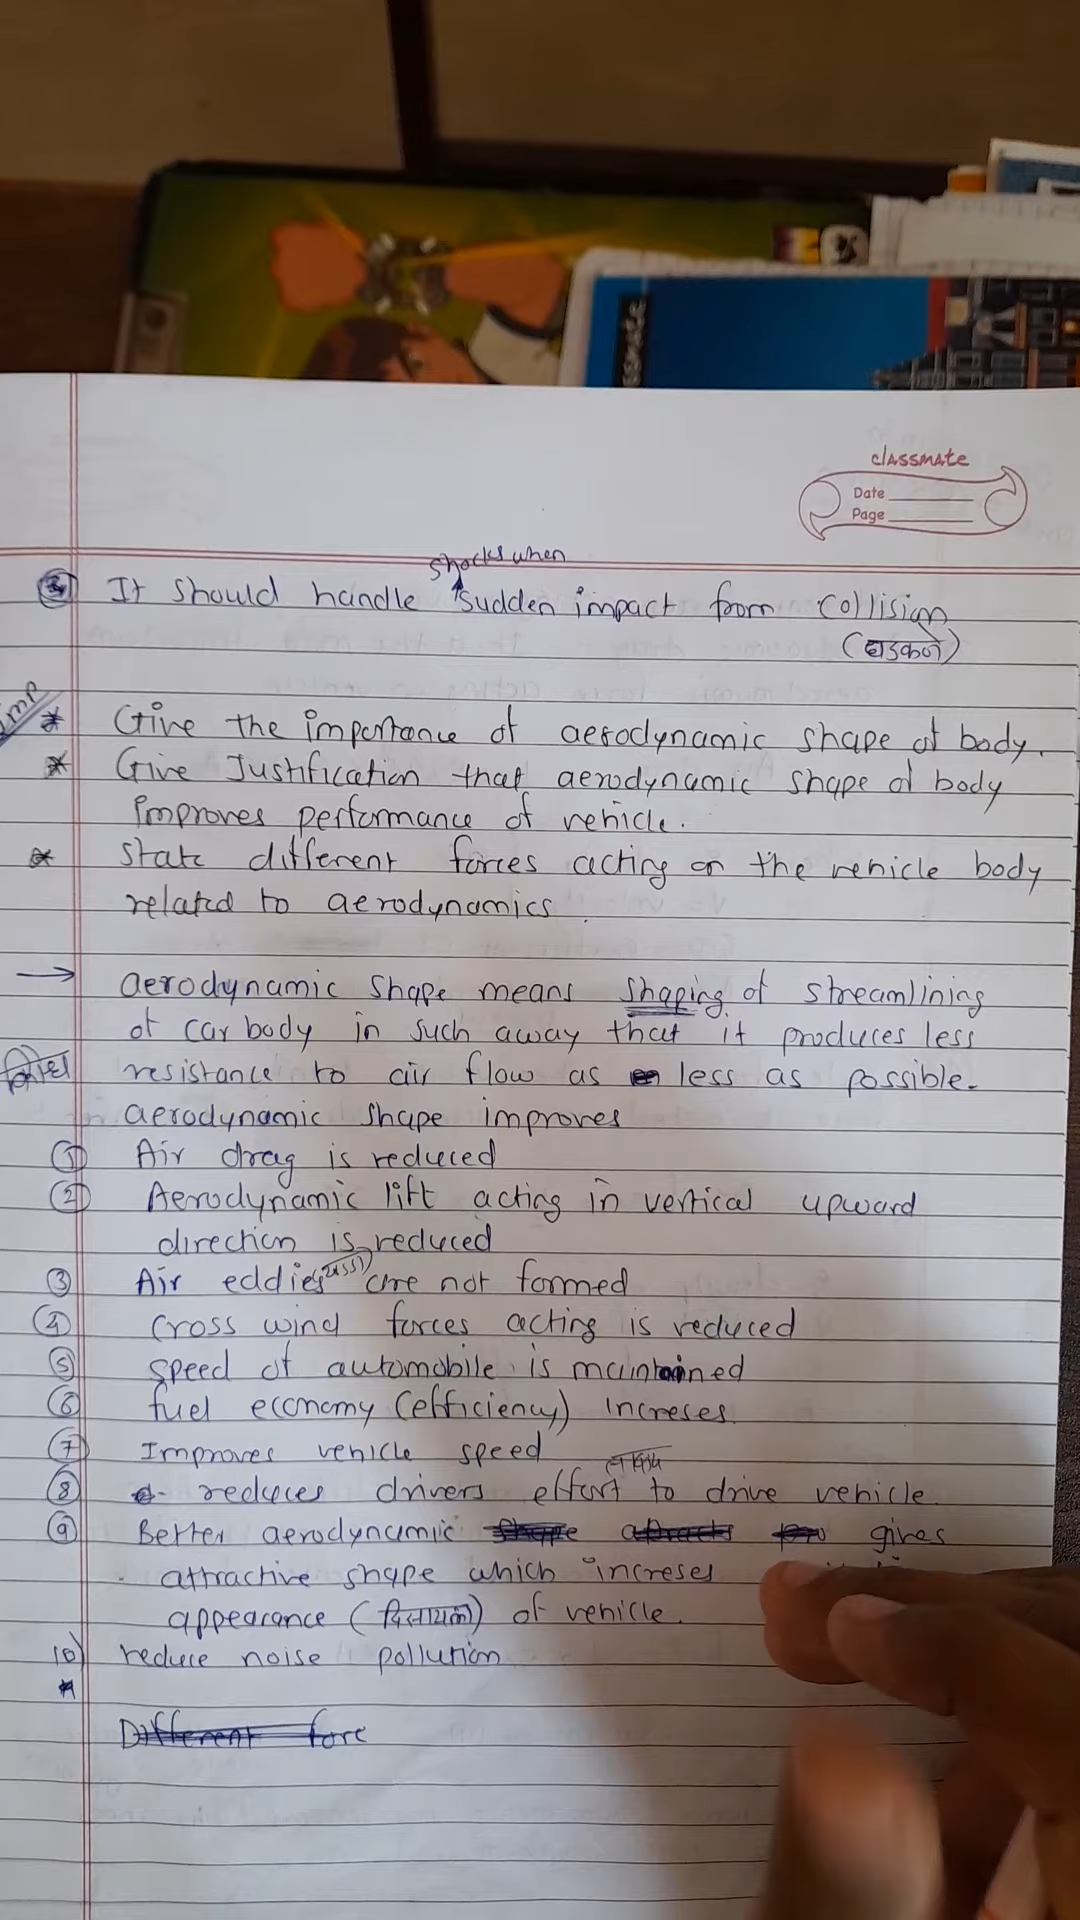 classmate
Date
Page
shocks when
③ It should handle sudden impact from collision
(धडकने)
Imp
* Give the importance of aerodynamic shape of body.
* Give Justification that aerodynamic shape of body
improves performance of vehicle.
* State different forces acting on the vehicle body
related to aerodynamics.
→ aerodynamic shape means shaping of streamlining
of car body in such away that it produces less
resistance to air flow as less as possible.
aerodynamic shape improves
① Air drag is reduced
② Aerodynamic lift acting in vertical upward
direction is reduced
③ Air eddies are not formed
④ cross wind forces acting is reduced
⑤ speed of automobile is maintained
⑥ fuel economy (efficiency) increses
⑦ Improves vehicle speed
⑧ reduces drivers effort to drive vehicle.
⑨ Better aerodynamic gives
attractive shape which increses
appearance of vehicle.
10) reduce noise pollution
*
Different forc